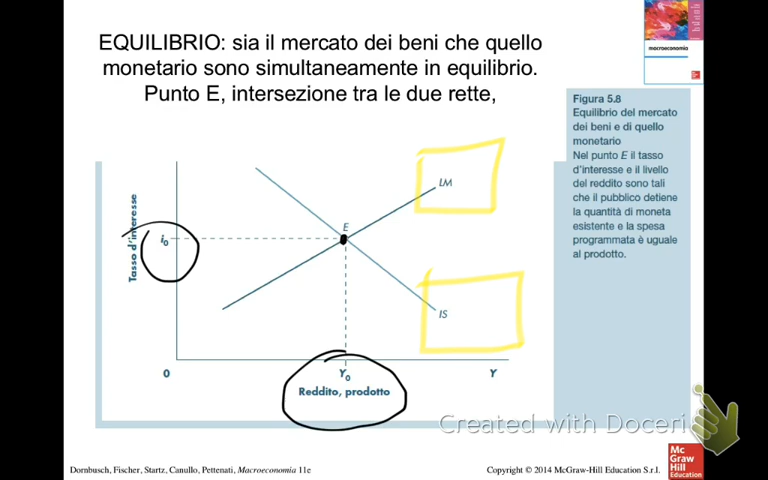 EQUILIBRIO: sia il mercato dei beni che quello
monetario sono simultaneamente in equilibrio.
Punto E, intersezione tra le due rette,
macroeconomia
Figura 5.8
Equilibrio del mercato
dei beni e di quello
monetario
Nel punto E il tasso
d'interesse e il livello
del reddito sono tali
che il pubblico detiene
la quantità di moneta
esistente e la spesa
programmata è uguale
al prodotto.
Tasso d'interesse
i₀
E
LM
IS
0
Y₀
Y
Reddito, prodotto
Created with Doceri
Mc
Graw
Hill
Education
Dornbusch, Fischer, Startz, Canullo, Pettenati, Macroeconomia 11e
Copyright © 2014 McGraw-Hill Education S.r.l.